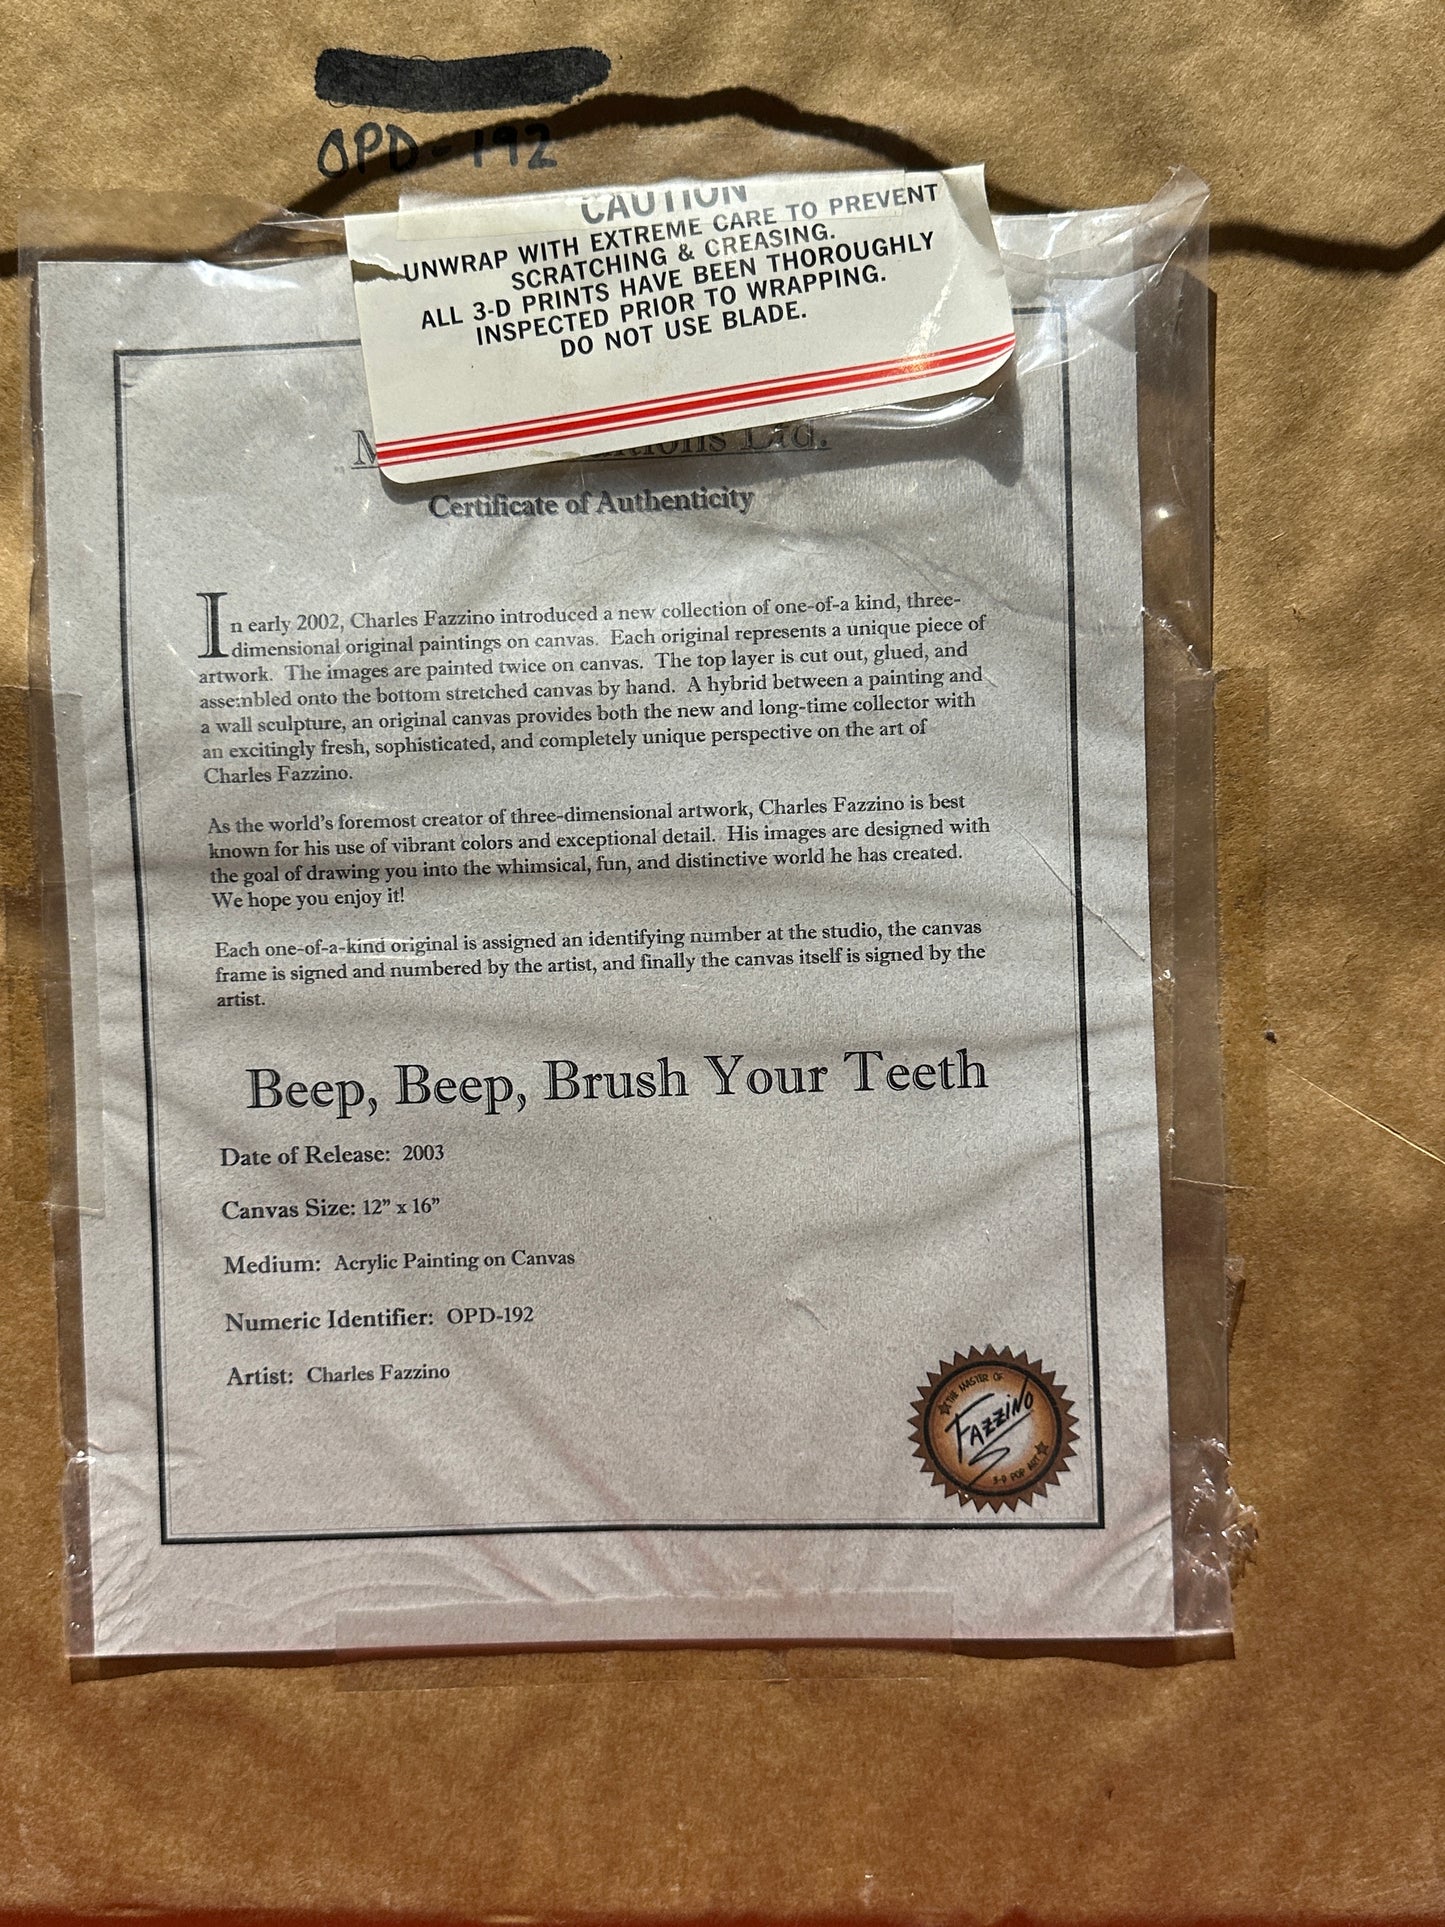 OPD-192
CAUTION
UNWRAP WITH EXTREME CARE TO PREVENT
SCRATCHING & CREASING.
ALL 3-D PRINTS HAVE BEEN THOROUGHLY
INSPECTED PRIOR TO WRAPPING.
DO NOT USE BLADE.
Ltd.
Certificate of Authenticity
In early 2002, Charles Fazzino introduced a new collection of one-of-a kind, three-
dimensional original paintings on canvas. Each original represents a unique piece of
artwork. The images are painted twice on canvas. The top layer is cut out, glued, and
assembled onto the bottom stretched canvas by hand. A hybrid between a painting and
a wall sculpture, an original canvas provides both the new and long-time collector with
an excitingly fresh, sophisticated, and completely unique perspective on the art of
Charles Fazzino.
As the world's foremost creator of three-dimensional artwork, Charles Fazzino is best
known for his use of vibrant colors and exceptional detail. His images are designed with
the goal of drawing you into the whimsical, fun, and distinctive world he has created.
We hope you enjoy it!
Each one-of-a-kind original is assigned an identifying number at the studio, the canvas
frame is signed and numbered by the artist, and finally the canvas itself is signed by the
artist.
Beep, Beep, Brush Your Teeth
Date of Release: 2003
Canvas Size: 12" x 16"
Medium: Acrylic Painting on Canvas
Numeric Identifier: OPD-192
Artist: Charles Fazzino
THE MASTER OF
FAZZINO
3-D POP ART